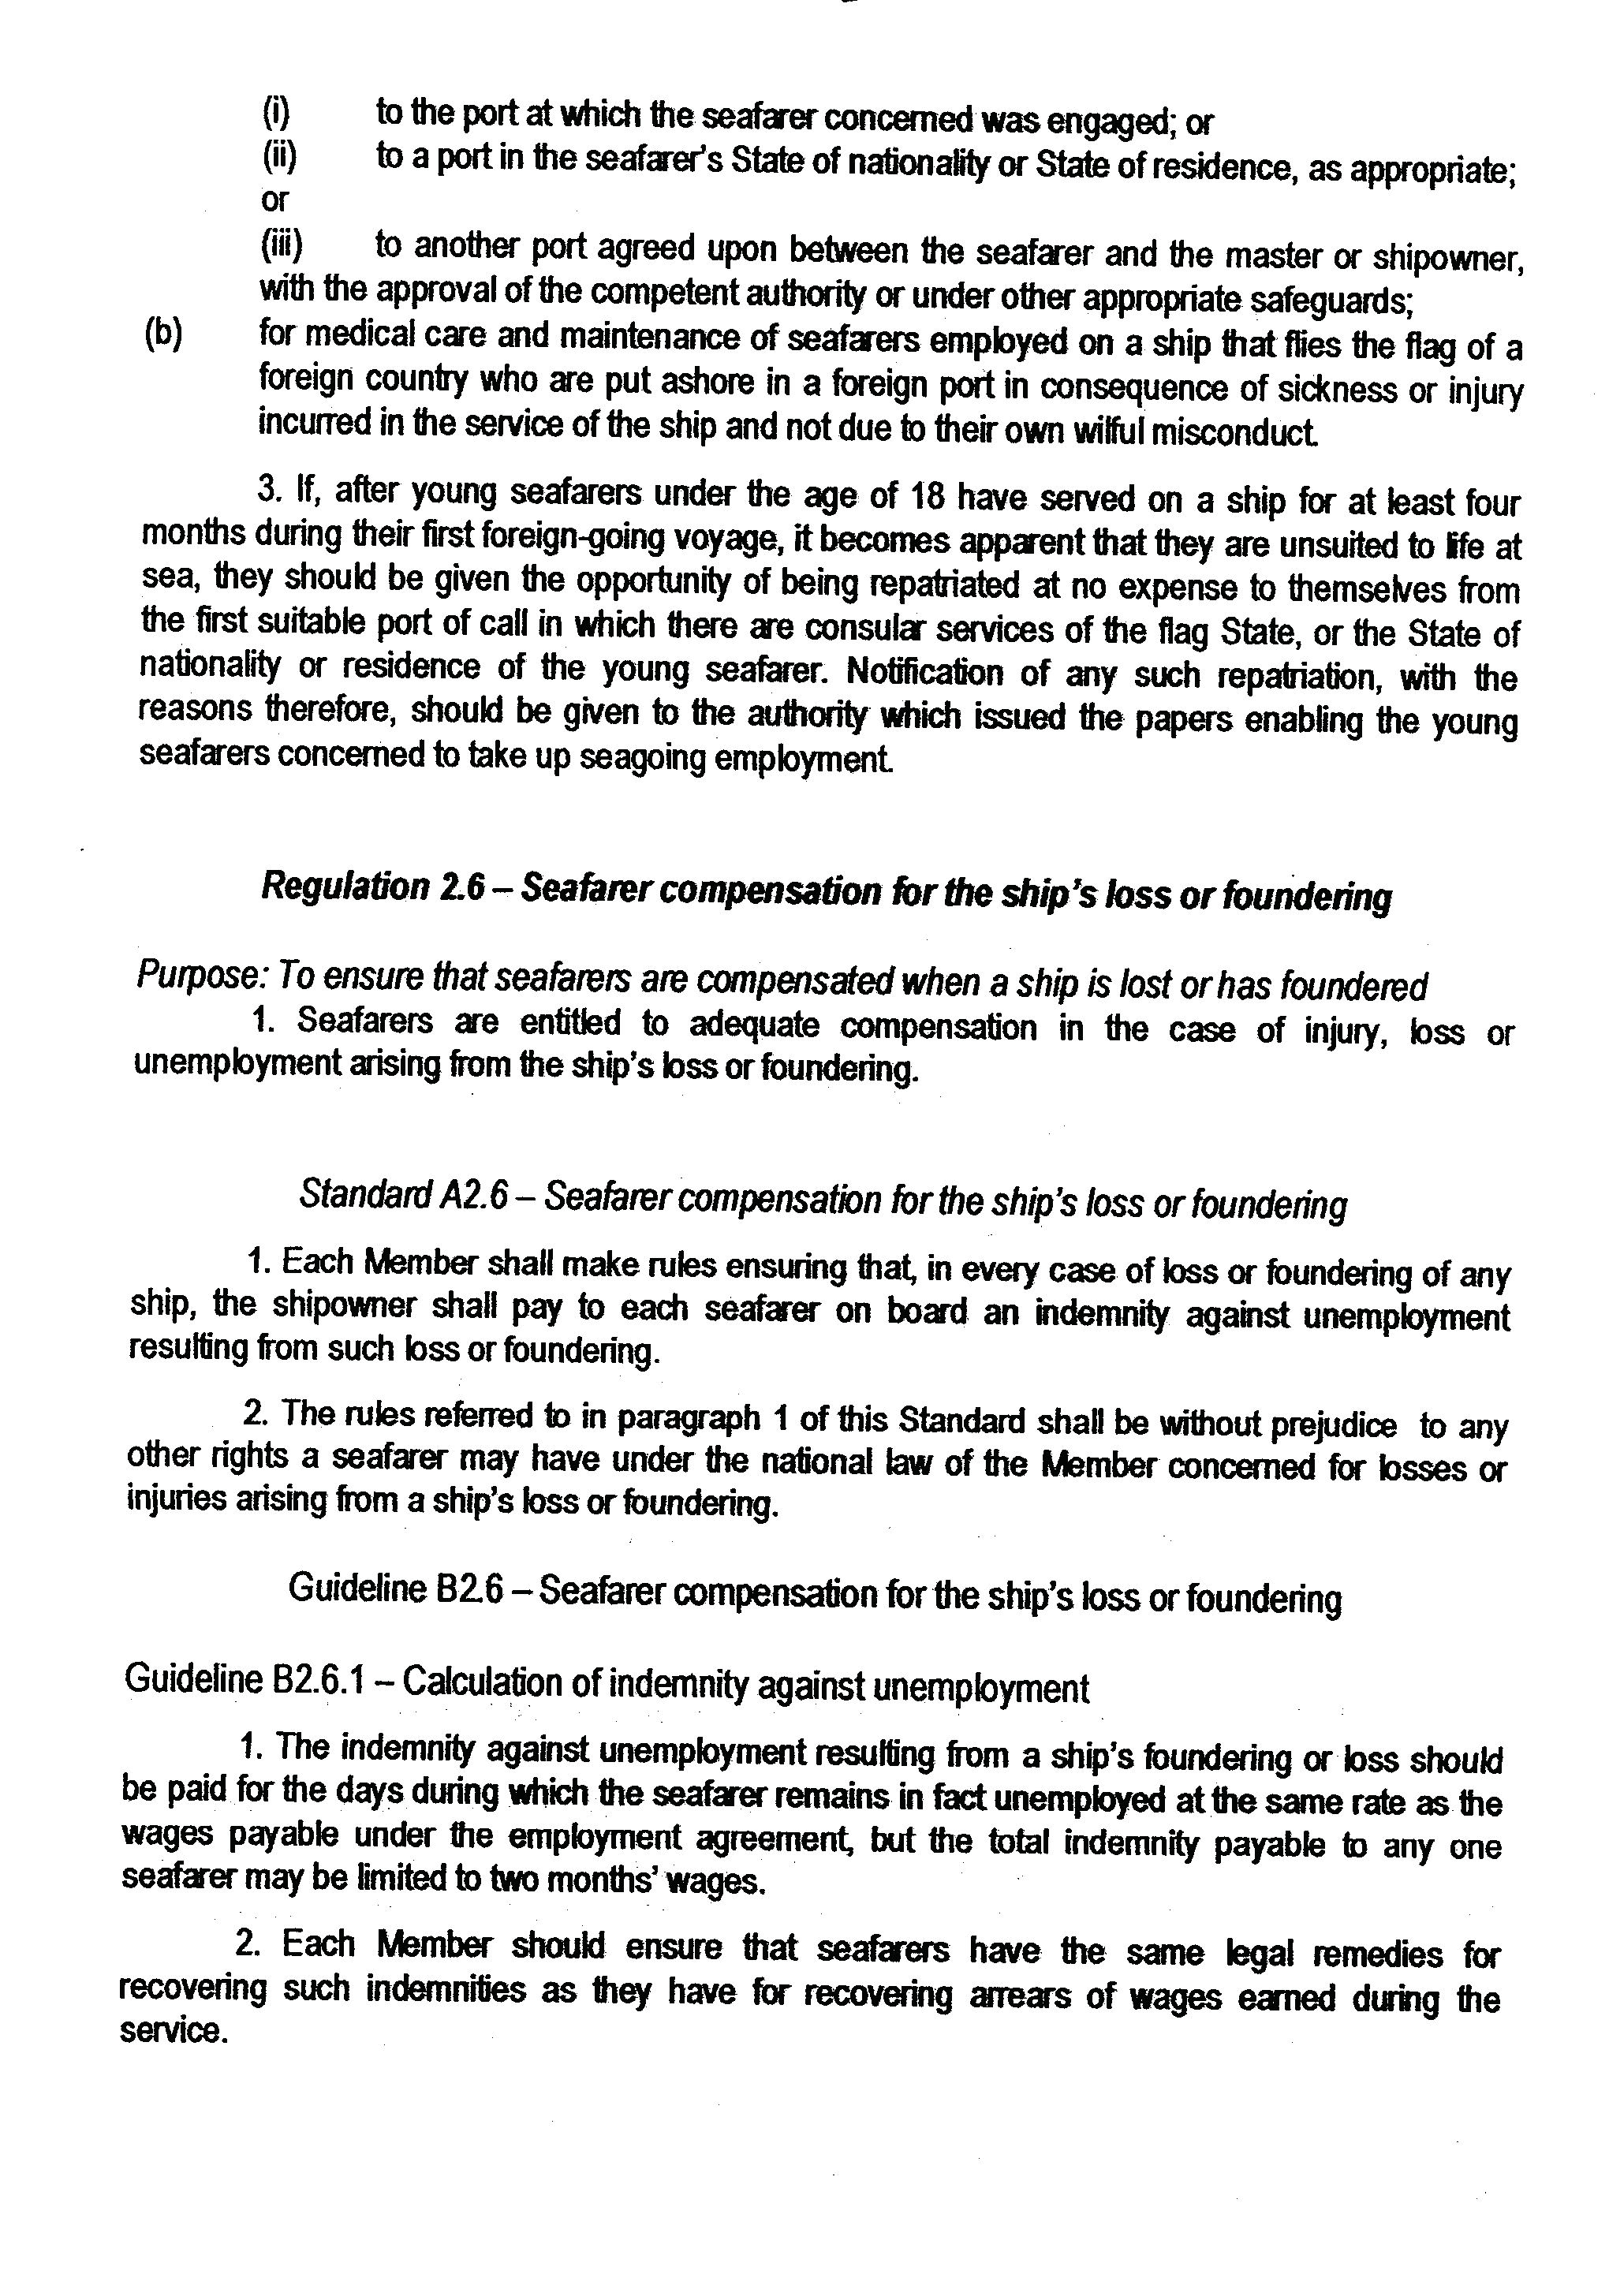 (i) to the port at which the seafarer concerned was engaged; or
(ii) to a port in the seafarer's State of nationality or State of residence, as appropriate;
or
(iii) to another port agreed upon between the seafarer and the master or shipowner,
with the approval of the competent authority or under other appropriate safeguards;
(b) for medical care and maintenance of seafarers employed on a ship that flies the flag of a
foreign country who are put ashore in a foreign port in consequence of sickness or injury
incurred in the service of the ship and not due to their own wilful misconduct.
3. If, after young seafarers under the age of 18 have served on a ship for at least four
months during their first foreign-going voyage, it becomes apparent that they are unsuited to life at
sea, they should be given the opportunity of being repatriated at no expense to themselves from
the first suitable port of call in which there are consular services of the flag State, or the State of
nationality or residence of the young seafarer. Notification of any such repatriation, with the
reasons therefore, should be given to the authority which issued the papers enabling the young
seafarers concerned to take up seagoing employment.
Regulation 2.6 – Seafarer compensation for the ship's loss or foundering
Purpose: To ensure that seafarers are compensated when a ship is lost or has foundered
1. Seafarers are entitled to adequate compensation in the case of injury, loss or
unemployment arising from the ship's loss or foundering.
Standard A2.6 – Seafarer compensation for the ship's loss or foundering
1. Each Member shall make rules ensuring that, in every case of loss or foundering of any
ship, the shipowner shall pay to each seafarer on board an indemnity against unemployment
resulting from such loss or foundering.
2. The rules referred to in paragraph 1 of this Standard shall be without prejudice to any
other rights a seafarer may have under the national law of the Member concerned for losses or
injuries arising from a ship's loss or foundering.
Guideline B2.6 – Seafarer compensation for the ship's loss or foundering
Guideline B2.6.1 – Calculation of indemnity against unemployment
1. The indemnity against unemployment resulting from a ship's foundering or loss should
be paid for the days during which the seafarer remains in fact unemployed at the same rate as the
wages payable under the employment agreement, but the total indemnity payable to any one
seafarer may be limited to two months' wages.
2. Each Member should ensure that seafarers have the same legal remedies for
recovering such indemnities as they have for recovering arrears of wages earned during the
service.